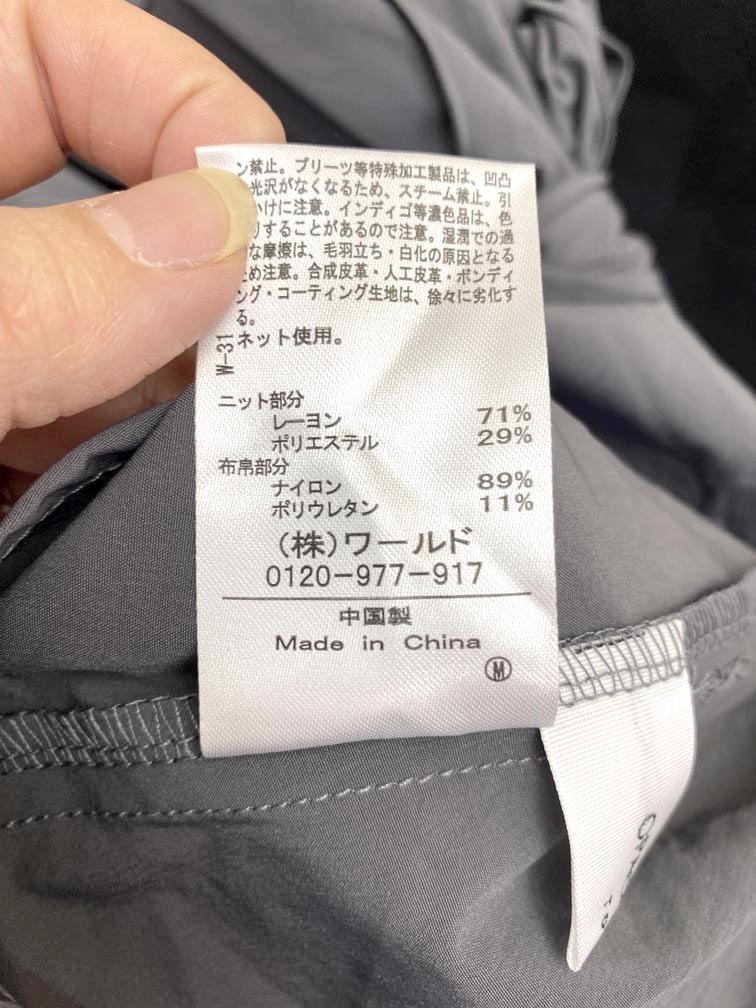 ン禁止。プリーツ等特殊加工製品は、凹凸
光沢がなくなるため、スチーム禁止。引
かけに注意。インディゴ等濃色品は、色
りすることがあるので注意。湿潤での過
な摩擦は、毛羽立ち・白化の原因となる
ため注意。合成皮革・人工皮革・ボンディ
ング・コーティング生地は、徐々に劣化す
る。
ネット使用。
W-31
ニット部分
レーヨン 71%
ポリエステル 29%
布帛部分
ナイロン 89%
ポリウレタン 11%
(株)ワールド
0120-977-917
中国製
Made in China
Ⓜ